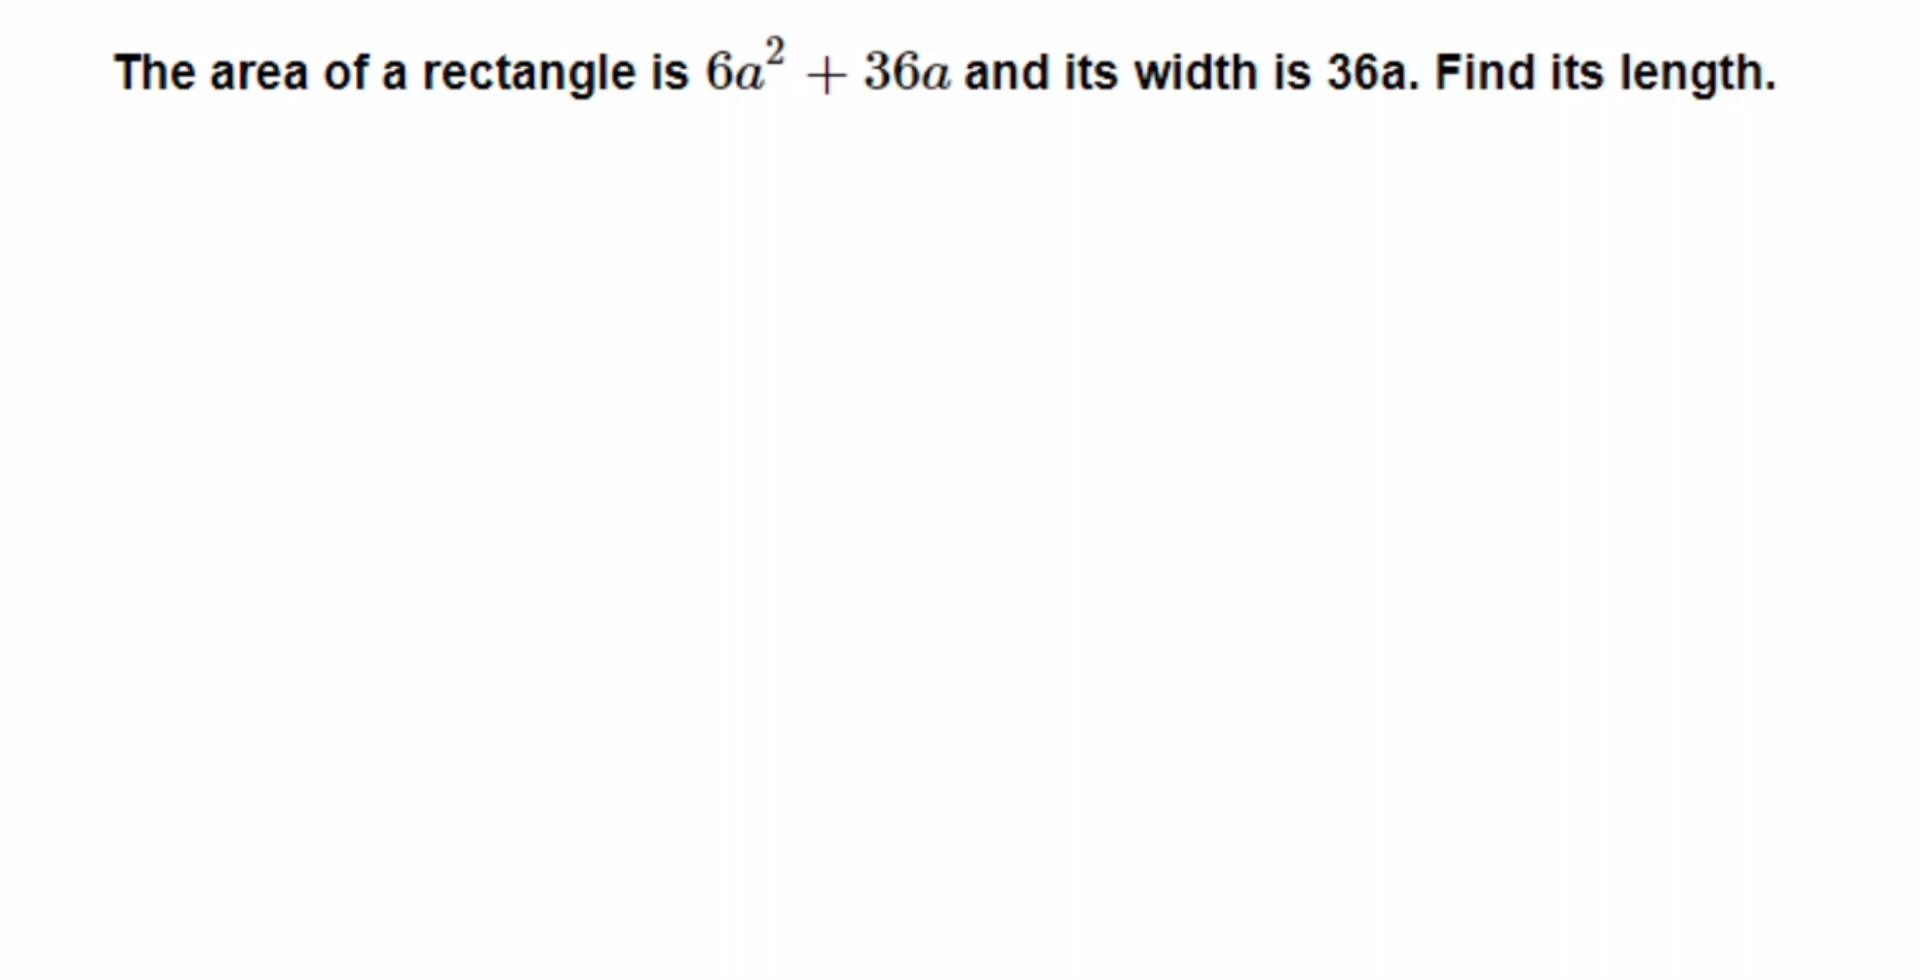 The area of a rectangle is $6a^2 + 36a$ and its width is 36a. Find its length.